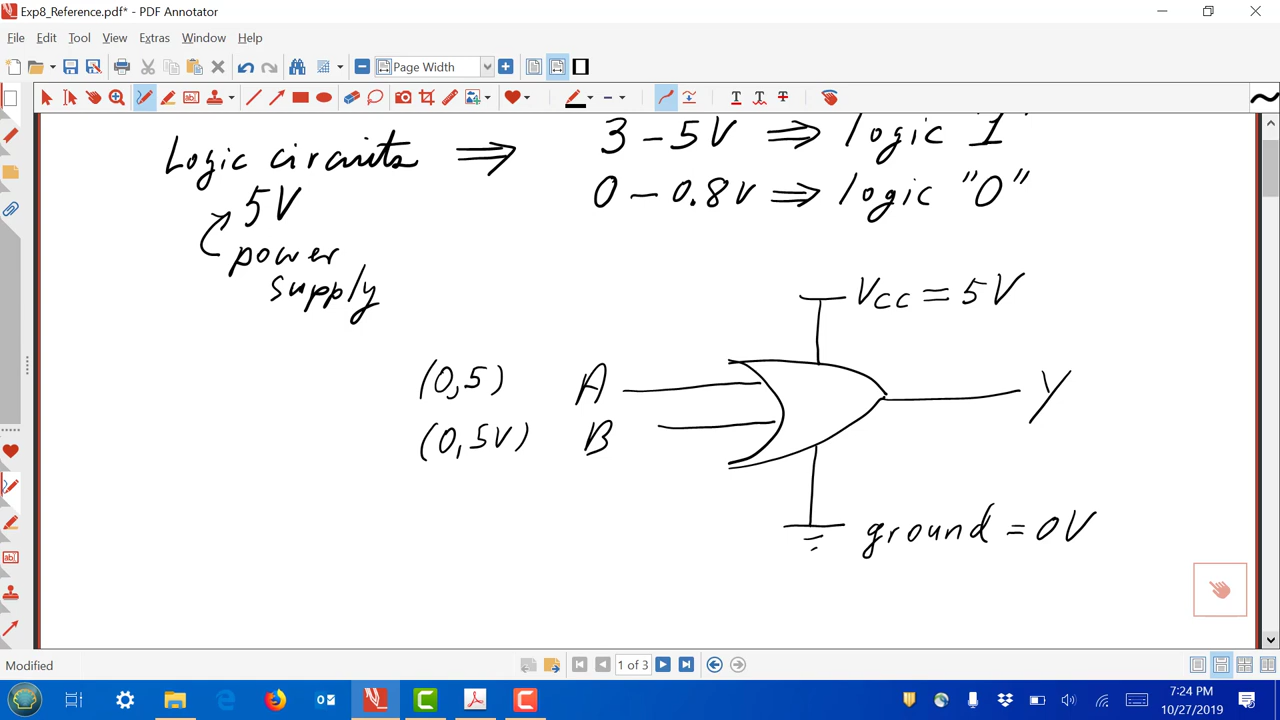 Exp8_Reference.pdf* - PDF Annotator
File Edit Tool View Extras Window Help
Page Width
Logic circuits ⇒ 3 – 5V ⇒ logic "1"
5V 0 – 0.8V ⇒ logic "0"
power
supply
VCC = 5V
(0,5) A Y
(0,5V) B
ground = 0V
Modified
1 of 3
7:24 PM
10/27/2019